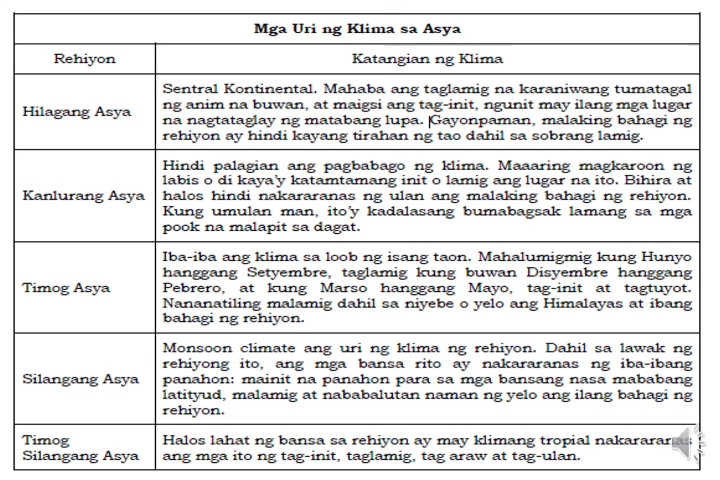 Mga Uri ng Klima sa Asya
Rehiyon
Katangian ng Klima
Hilagang Asya
Sentral Kontinental. Mahaba ang taglamig na karaniwang tumatagal
ng anim na buwan, at maigsi ang tag-init, ngunit may ilang mga lugar
na nagtataglay ng matabang lupa. Gayonpaman, malaking bahagi ng
rehiyon ay hindi kayang tirahan ng tao dahil sa sobrang lamig.
Kanlurang Asya
Hindi palagian ang pagbabago ng klima. Maaaring magkaroon ng
labis o di kaya'y katamtamang init o lamig ang lugar na ito. Bihira at
halos hindi nakararanas ng ulan ang malaking bahagi ng rehiyon.
Kung umulan man, ito'y kadalasang bumabagsak lamang sa mga
pook na malapit sa dagat.
Timog Asya
Iba-iba ang klima sa loob ng isang taon. Mahalumigmig kung Hunyo
hanggang Setyembre, taglamig kung buwan Disyembre hanggang
Pebrero, at kung Marso hanggang Mayo, tag-init at tagtuyot.
Nananatiling malamig dahil sa niyebe o yelo ang Himalayas at ibang
bahagi ng rehiyon.
Silangang Asya
Monsoon climate ang uri ng klima ng rehiyon. Dahil sa lawak ng
rehiyong ito, ang mga bansa rito ay nakararanas ng iba-ibang
panahon: mainit na panahon para sa mga bansang nasa mababang
latityud, malamig at nababalutan naman ng yelo ang ilang bahagi ng
rehiyon.
Timog
Silangang Asya
Halos lahat ng bansa sa rehiyon ay may klimang tropial nakararanas
ang mga ito ng tag-init, taglamig, tag araw at tag-ulan.